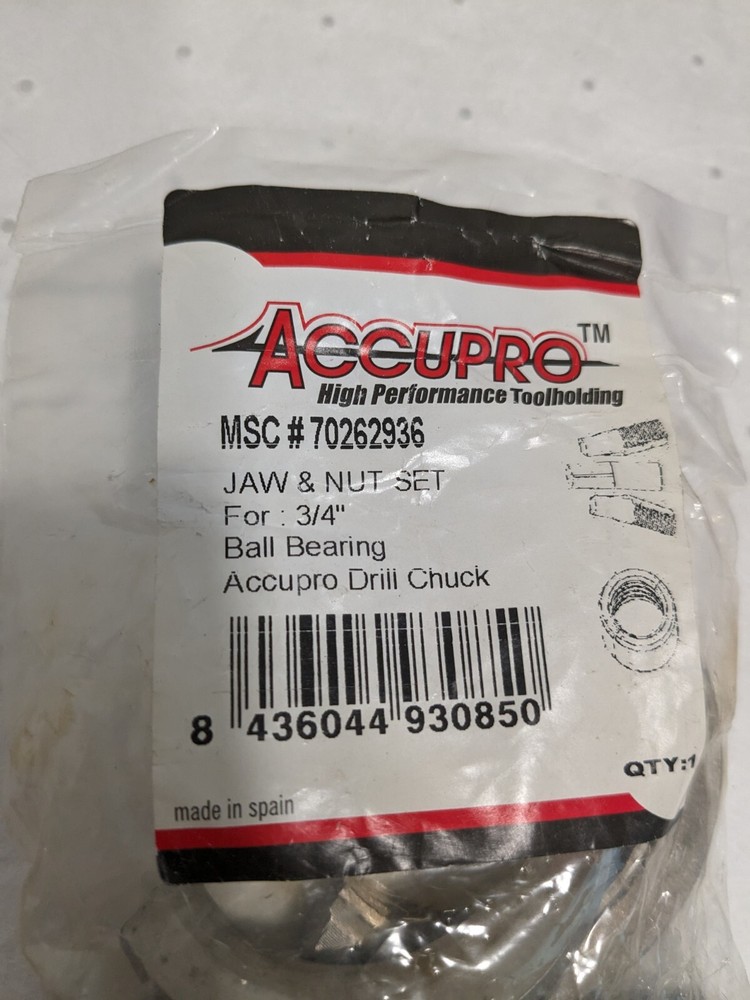 ACCUPRO™
High Performance Toolholding
MSC # 70262936
JAW & NUT SET
For : 3/4"
Ball Bearing
Accupro Drill Chuck
8 436044 930850
QTY:1
made in spain